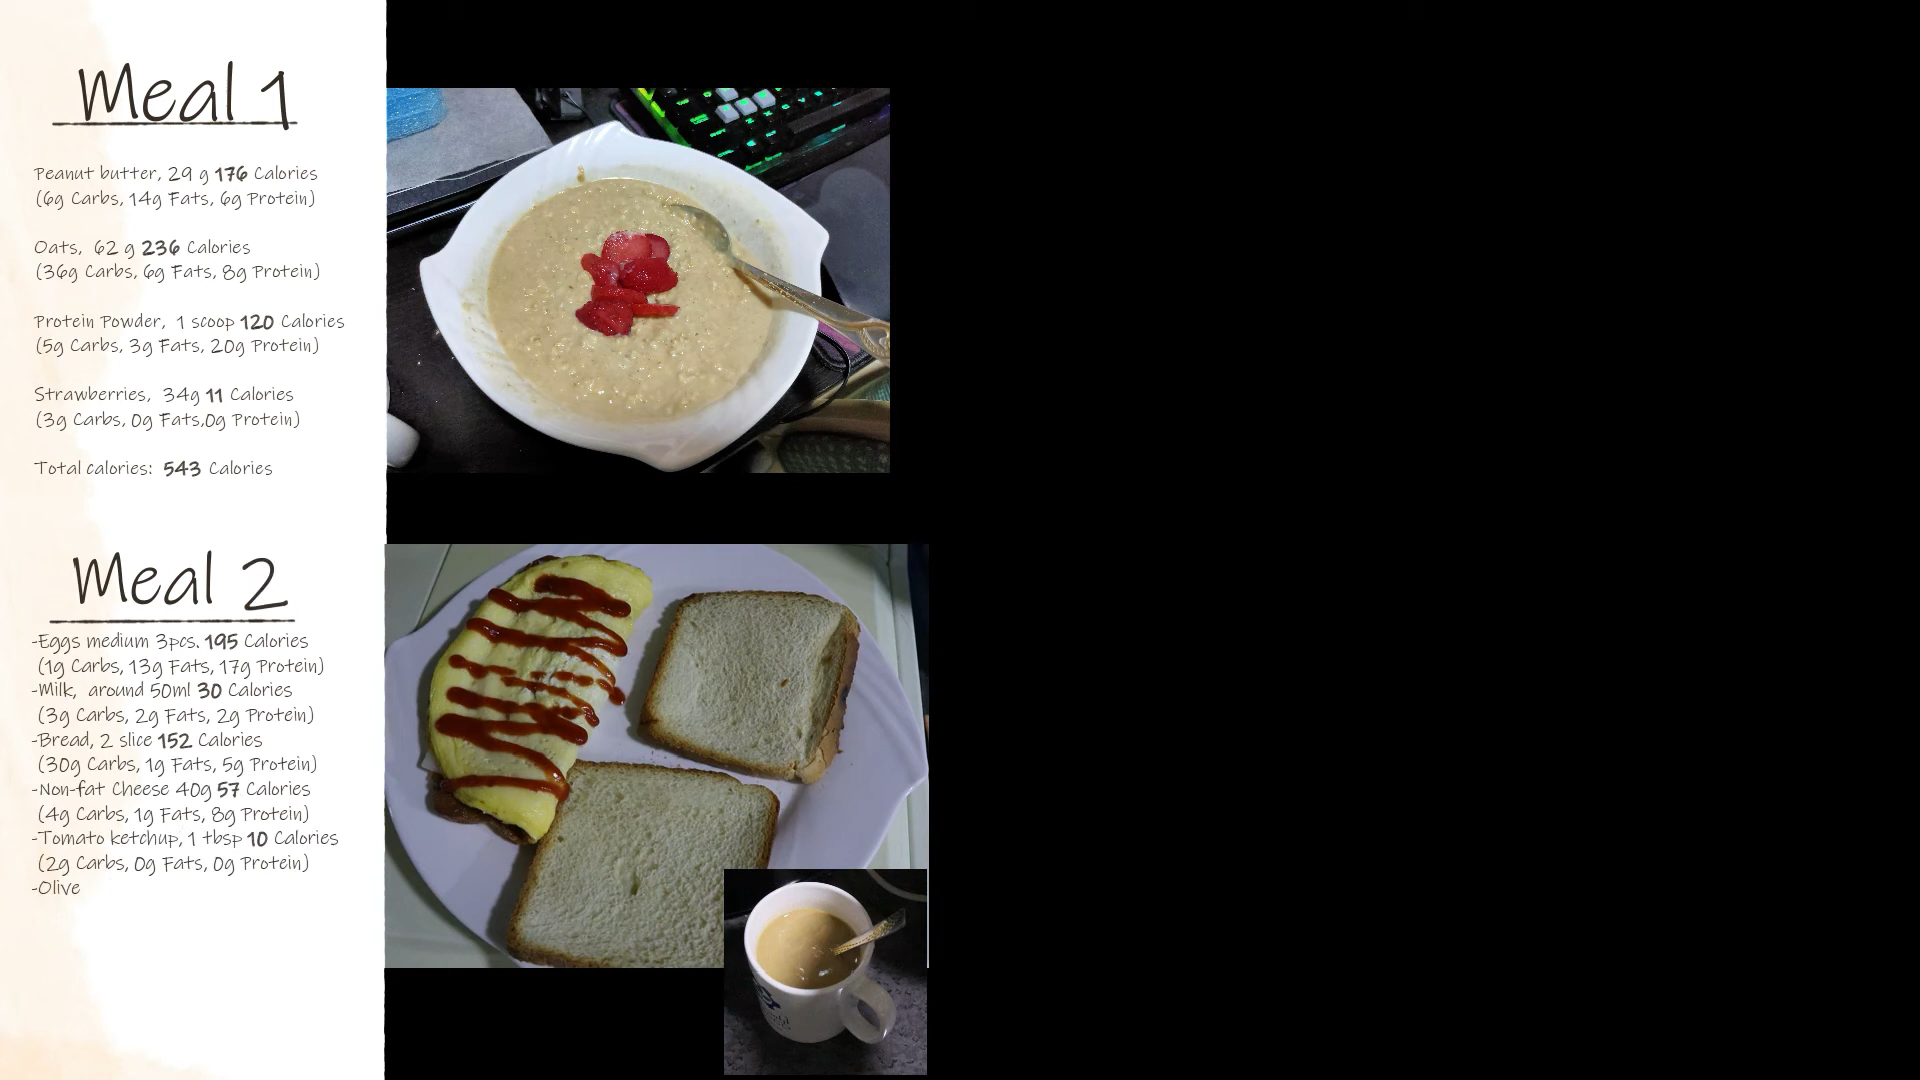 Meal 1
Peanut butter, 29 g 176 Calories
(6g Carbs, 14g Fats, 6g Protein)
Oats, 62 g 236 Calories
(36g Carbs, 6g Fats, 8g Protein)
Protein Powder, 1 scoop 120 Calories
(5g Carbs, 3g Fats, 20g Protein)
Strawberries, 34g 11 Calories
(3g Carbs, 0g Fats,0g Protein)
Total calories: 543 Calories
Meal 2
-Eggs medium 3pcs. 195 Calories
(1g Carbs, 13g Fats, 17g Protein)
-Milk, around 50ml 30 Calories
(3g Carbs, 2g Fats, 2g Protein)
-Bread, 2 slice 152 Calories
(30g Carbs, 1g Fats, 5g Protein)
-Non-fat Cheese 40g 57 Calories
(4g Carbs, 1g Fats, 8g Protein)
-Tomato ketchup, 1 tbsp 10 Calories
(2g Carbs, 0g Fats, 0g Protein)
-Olive